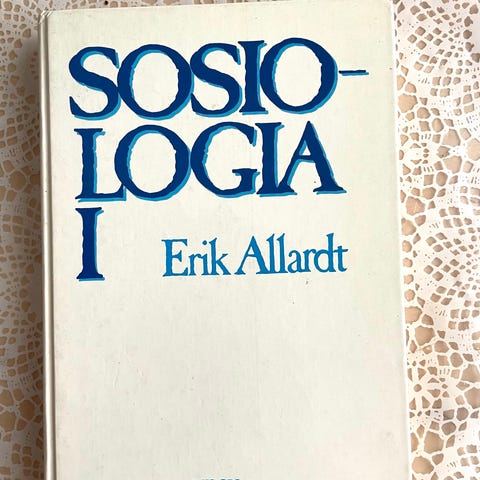 SOSIO-
LOGIA
I
Erik Allardt